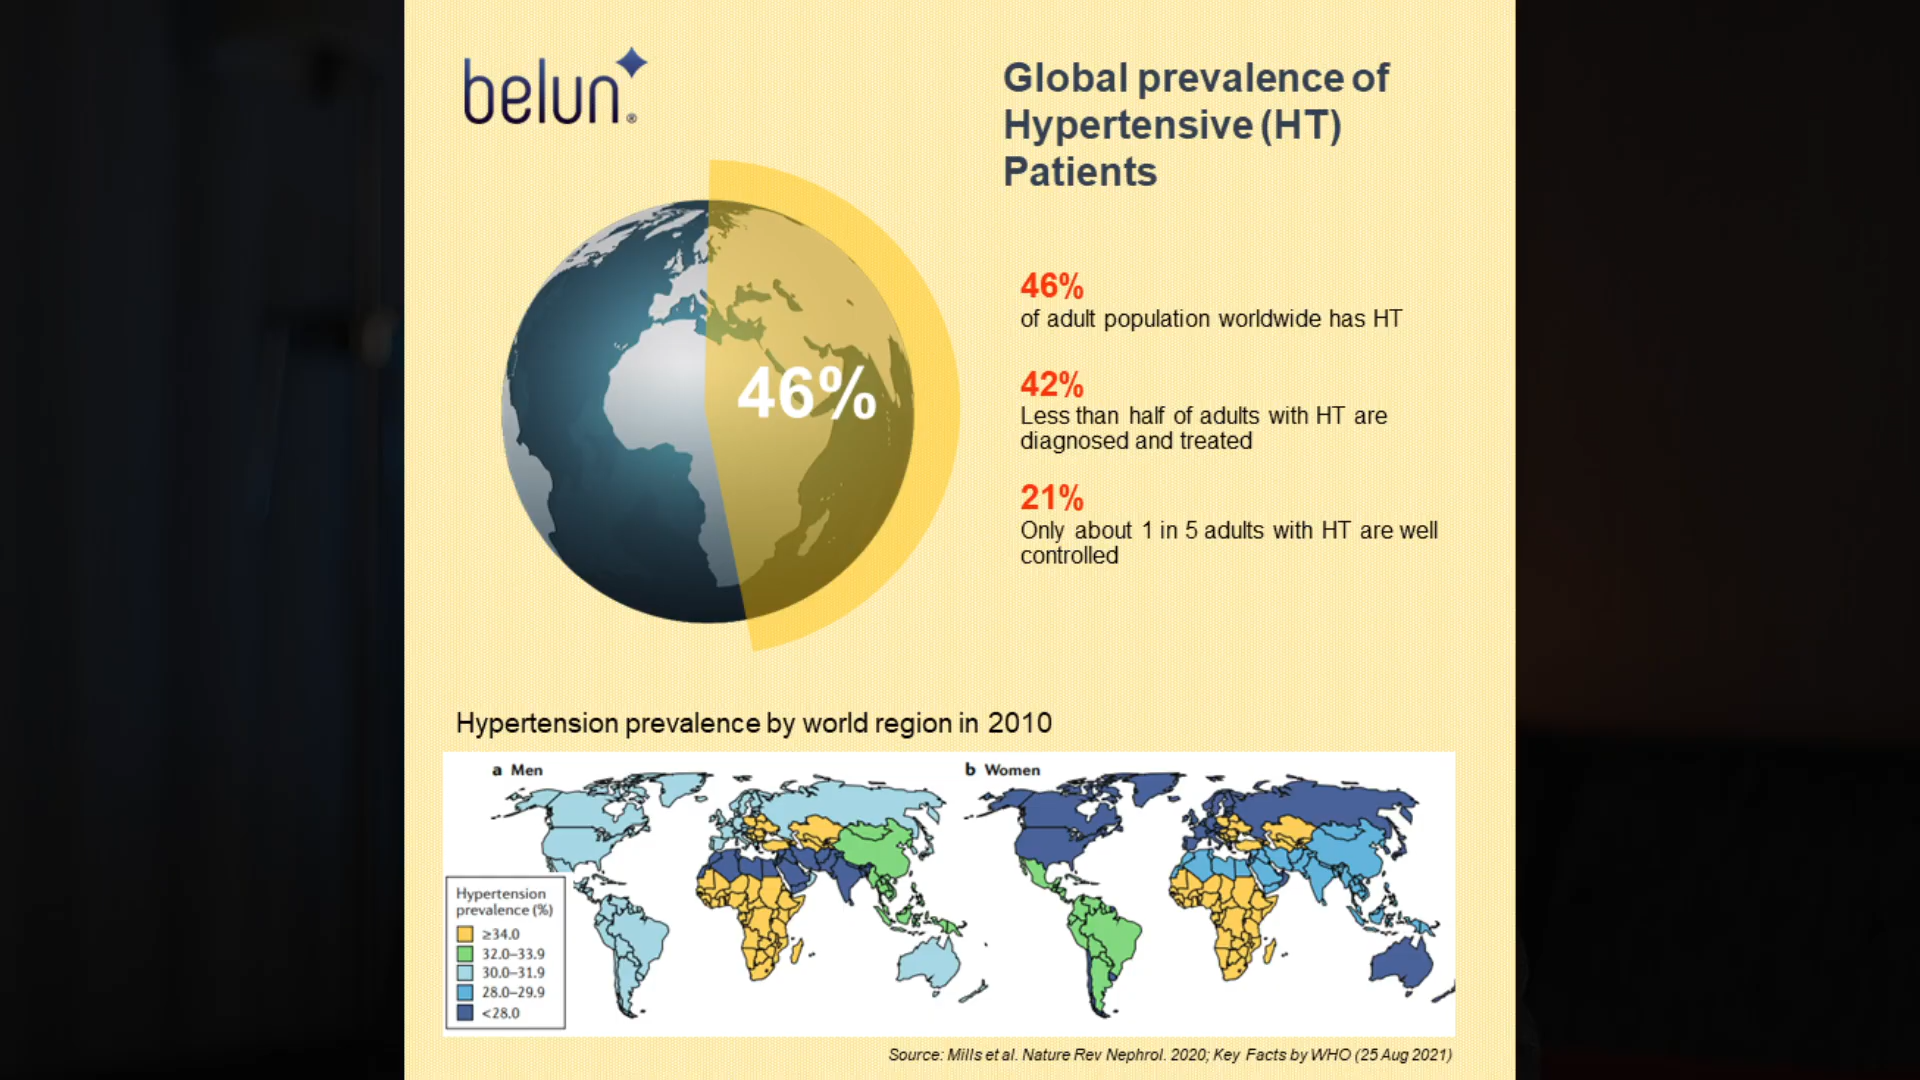 belun®
Global prevalence of
Hypertensive (HT)
Patients
46%
46%
of adult population worldwide has HT
42%
Less than half of adults with HT are
diagnosed and treated
21%
Only about 1 in 5 adults with HT are well
controlled
Hypertension prevalence by world region in 2010
a Men
b Women
Hypertension
prevalence (%)
≥34.0
32.0–33.9
30.0–31.9
28.0–29.9
<28.0
Source: Mills et al. Nature Rev Nephrol. 2020; Key Facts by WHO (25 Aug 2021)